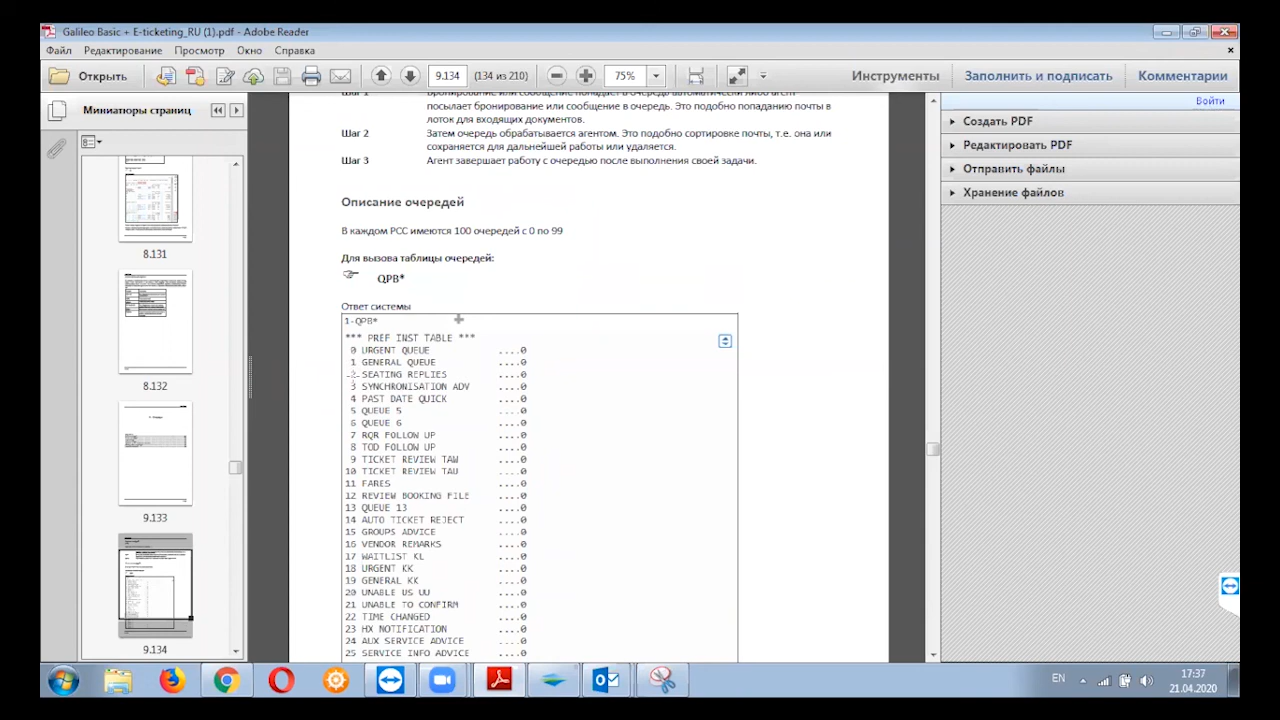 Galileo Basic + E-ticketing_RU (1).pdf - Adobe Reader
Файл Редактирование Просмотр Окно Справка
Открыть 9.134 (134 из 210) 75% Инструменты Заполнить и подписать Комментарии
Миниатюры страниц
8.131
8.132
9.133
9.134
Шаг 1 бронирование или сообщение попадает в очередь автоматически либо агент
посылает бронирование или сообщение в очередь. Это подобно попаданию почты в
лоток для входящих документов.
Шаг 2 Затем очередь обрабатывается агентом. Это подобно сортировке почты, т.е. она или
сохраняется для дальнейшей работы или удаляется.
Шаг 3 Агент завершает работу с очередью после выполнения своей задачи.
Описание очередей
В каждом PCC имеются 100 очередей с 0 по 99
Для вызова таблицы очередей:
QPB*
Ответ системы
1-QPB*
*** PREF INST TABLE ***
0 URGENT QUEUE ....0
1 GENERAL QUEUE ....0
2 SEATING REPLIES ....0
3 SYNCHRONISATION ADV ....0
4 PAST DATE QUICK ....0
5 QUEUE 5 ....0
6 QUEUE 6 ....0
7 RQR FOLLOW UP ....0
8 TOD FOLLOW UP ....0
9 TICKET REVIEW TAW ....0
10 TICKET REVIEW TAU ....0
11 FARES ....0
12 REVIEW BOOKING FILE ....0
13 QUEUE 13 ....0
14 AUTO TICKET REJECT ....0
15 GROUPS ADVICE ....0
16 VENDOR REMARKS ....0
17 WAITLIST KL ....0
18 URGENT KK ....0
19 GENERAL KK ....0
20 UNABLE US UU ....0
21 UNABLE TO CONFIRM ....0
22 TIME CHANGED ....0
23 HX NOTIFICATION ....0
24 AUX SERVICE ADVICE ....0
25 SERVICE INFO ADVICE ....0
Войти
Создать PDF
Редактировать PDF
Отправить файлы
Хранение файлов
EN
17:37
21.04.2020